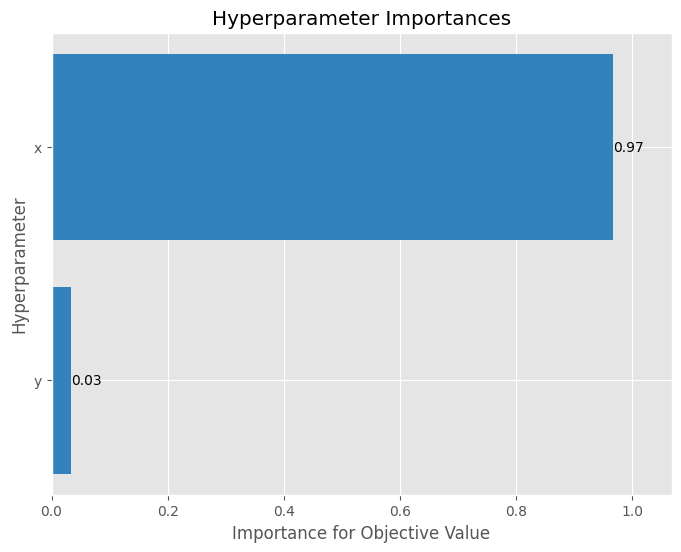 Hyperparameter Importances
x
0.97
Hyperparameter
y
0.03
0.0 0.2 0.4 0.6 0.8 1.0
Importance for Objective Value